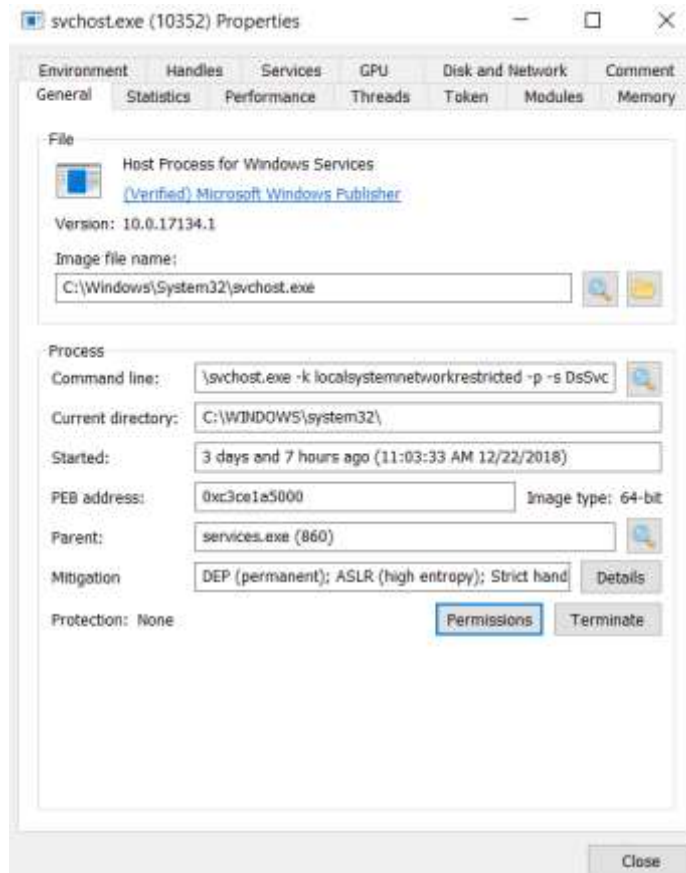 svchost.exe (10352) Properties
Environment Handles Services GPU Disk and Network Comment
General Statistics Performance Threads Token Modules Memory
File
Host Process for Windows Services
(Verified) Microsoft Windows Publisher
Version: 10.0.17134.1
Image file name:
C:\Windows\System32\svchost.exe
Process
Command line: \svchost.exe -k localsystemnetworkrestricted -p -s DsSvc
Current directory: C:\WINDOWS\system32\
Started: 3 days and 7 hours ago (11:03:33 AM 12/22/2018)
PEB address: 0xc3ce1a5000 Image type: 64-bit
Parent: services.exe (860)
Mitigation DEP (permanent); ASLR (high entropy); Strict hand Details
Protection: None Permissions Terminate
Close